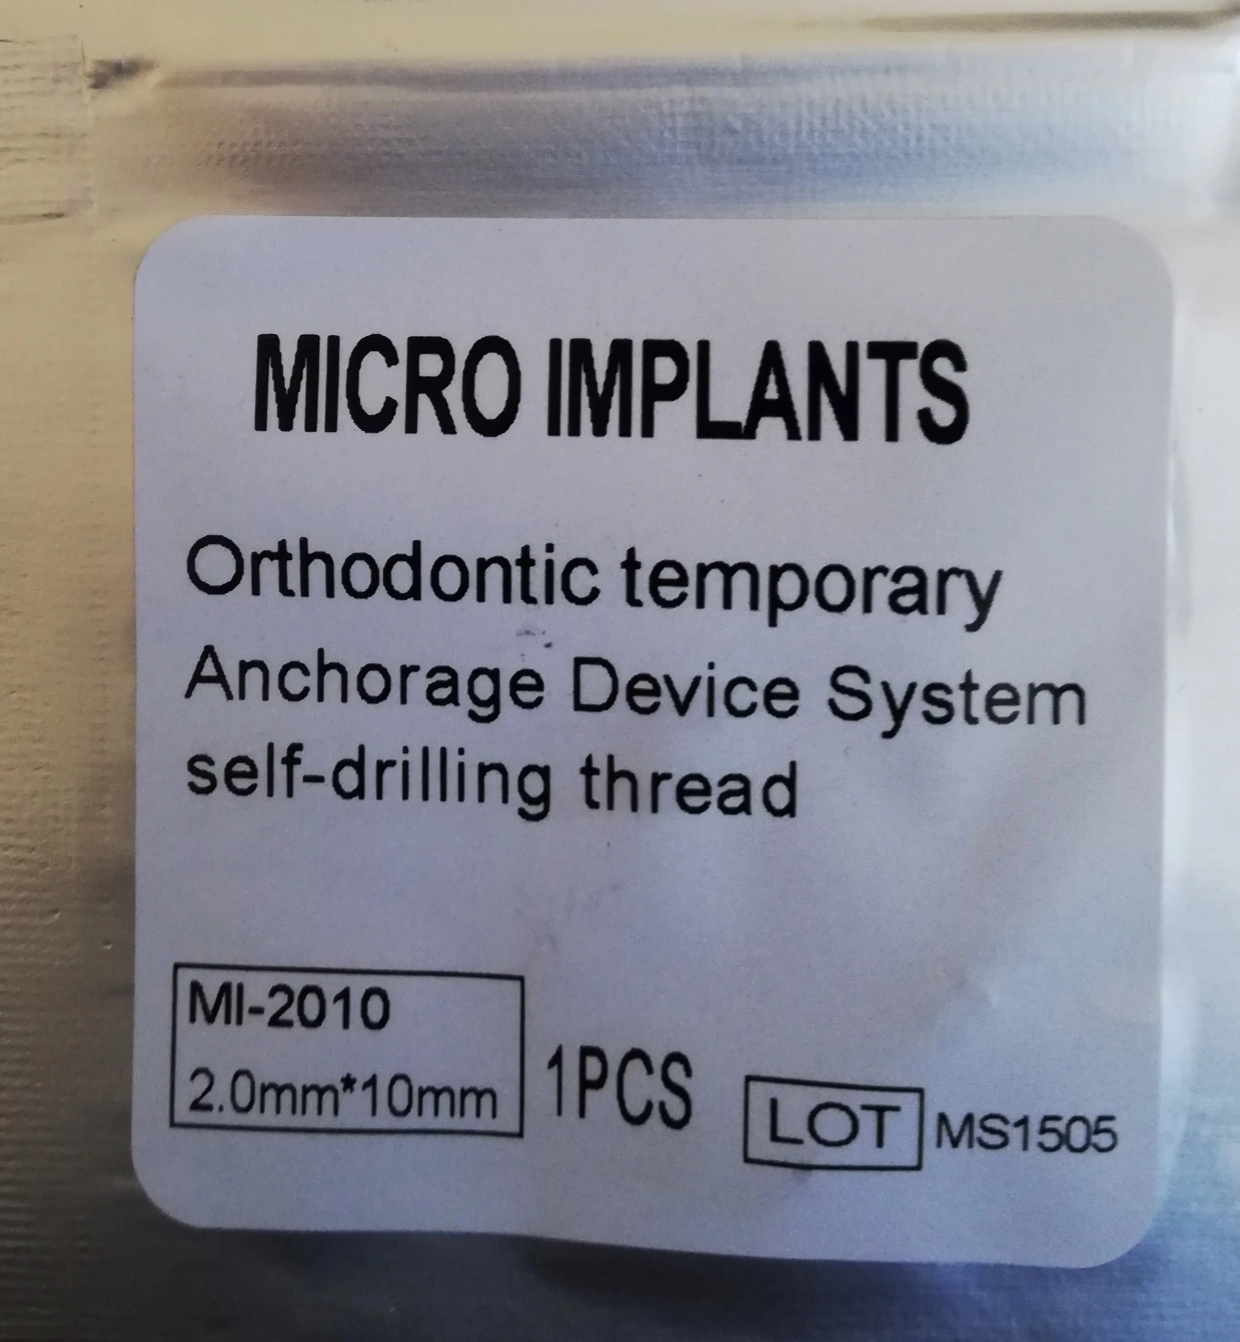 MICRO IMPLANTS
Orthodontic temporary
Anchorage Device System
self-drilling thread
MI-2010
2.0mm*10mm
1PCS
LOT MS1505